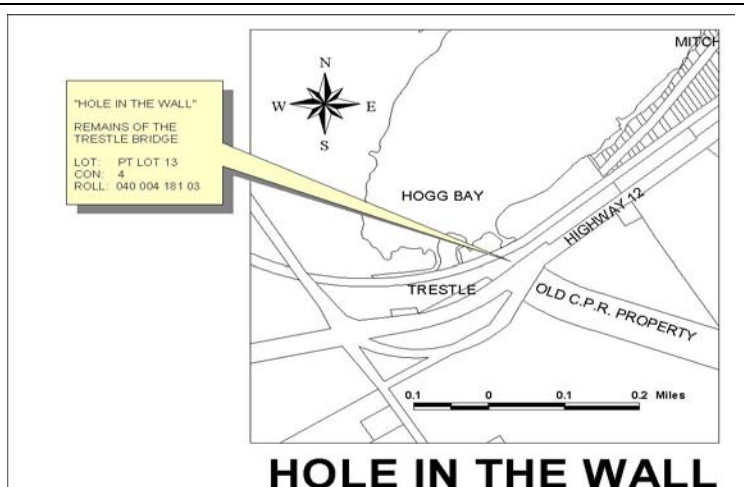 "HOLE IN THE WALL"
REMAINS OF THE
TRESTLE BRIDGE
LOT: PT LOT 13
CON: 4
ROLL: 040 004 181 03
N
W E
S
MITCH
HOGG BAY
HIGHWAY 12
TRESTLE
OLD C.P.R. PROPERTY
0.1 0 0.1 0.2 Miles
HOLE IN THE WALL